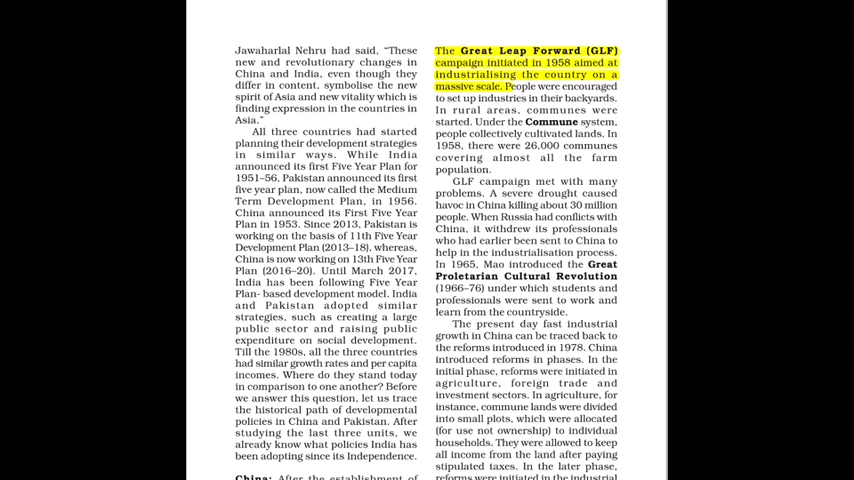 Jawaharlal Nehru had said, “These
new and revolutionary changes in
China and India, even though they
differ in content, symbolise the new
spirit of Asia and new vitality which is
finding expression in the countries in
Asia.”
All three countries had started
planning their development strategies
in similar ways. While India
announced its first Five Year Plan for
1951–56, Pakistan announced its first
five year plan, now called the Medium
Term Development Plan, in 1956.
China announced its First Five Year
Plan in 1953. Since 2013, Pakistan is
working on the basis of 11th Five Year
Development Plan (2013–18), whereas,
China is now working on 13th Five Year
Plan (2016–20). Until March 2017,
India has been following Five Year
Plan- based development model. India
and Pakistan adopted similar
strategies, such as creating a large
public sector and raising public
expenditure on social development.
Till the 1980s, all the three countries
had similar growth rates and per capita
incomes. Where do they stand today
in comparison to one another? Before
we answer this question, let us trace
the historical path of developmental
policies in China and Pakistan. After
studying the last three units, we
already know what policies India has
been adopting since its Independence.
China: After the establishment of
The Great Leap Forward (GLF)
campaign initiated in 1958 aimed at
industrialising the country on a
massive scale. People were encouraged
to set up industries in their backyards.
In rural areas, communes were
started. Under the Commune system,
people collectively cultivated lands. In
1958, there were 26,000 communes
covering almost all the farm
population.
GLF campaign met with many
problems. A severe drought caused
havoc in China killing about 30 million
people. When Russia had conflicts with
China, it withdrew its professionals
who had earlier been sent to China to
help in the industrialisation process.
In 1965, Mao introduced the Great
Proletarian Cultural Revolution
(1966–76) under which students and
professionals were sent to work and
learn from the countryside.
The present day fast industrial
growth in China can be traced back to
the reforms introduced in 1978. China
introduced reforms in phases. In the
initial phase, reforms were initiated in
agriculture, foreign trade and
investment sectors. In agriculture, for
instance, commune lands were divided
into small plots, which were allocated
(for use not ownership) to individual
households. They were allowed to keep
all income from the land after paying
stipulated taxes. In the later phase,
reforms were initiated in the industrial